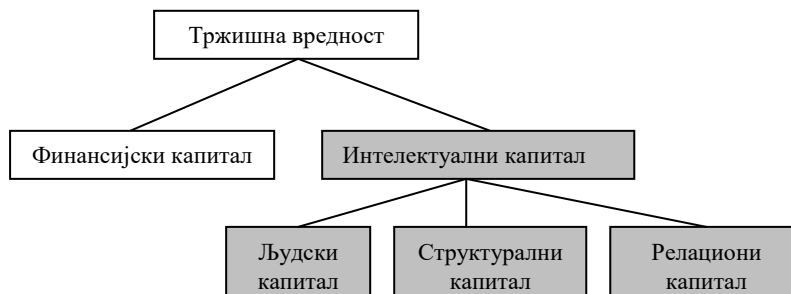 Тржишна вредност
Финансијски капитал
Интелектуални капитал
Људски
капитал
Структурални
капитал
Релациони
капитал